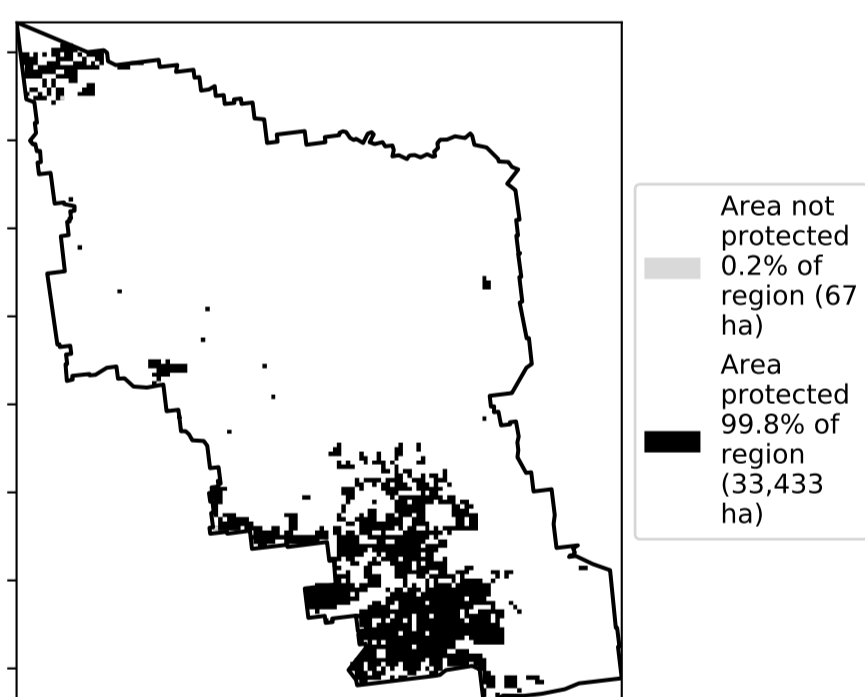 Area not
protected
0.2% of
region (67
ha)
Area
protected
99.8% of
region
(33,433
ha)